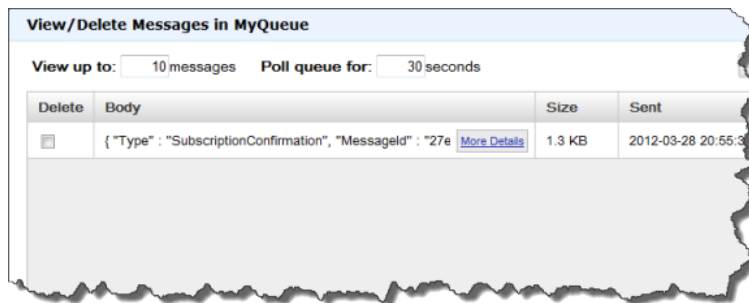 View/Delete Messages in MyQueue
View up to: 10 messages Poll queue for: 30 seconds
Delete Body Size Sent
{ "Type" : "SubscriptionConfirmation", "MessageId" : "27e More Details 1.3 KB 2012-03-28 20:55:3